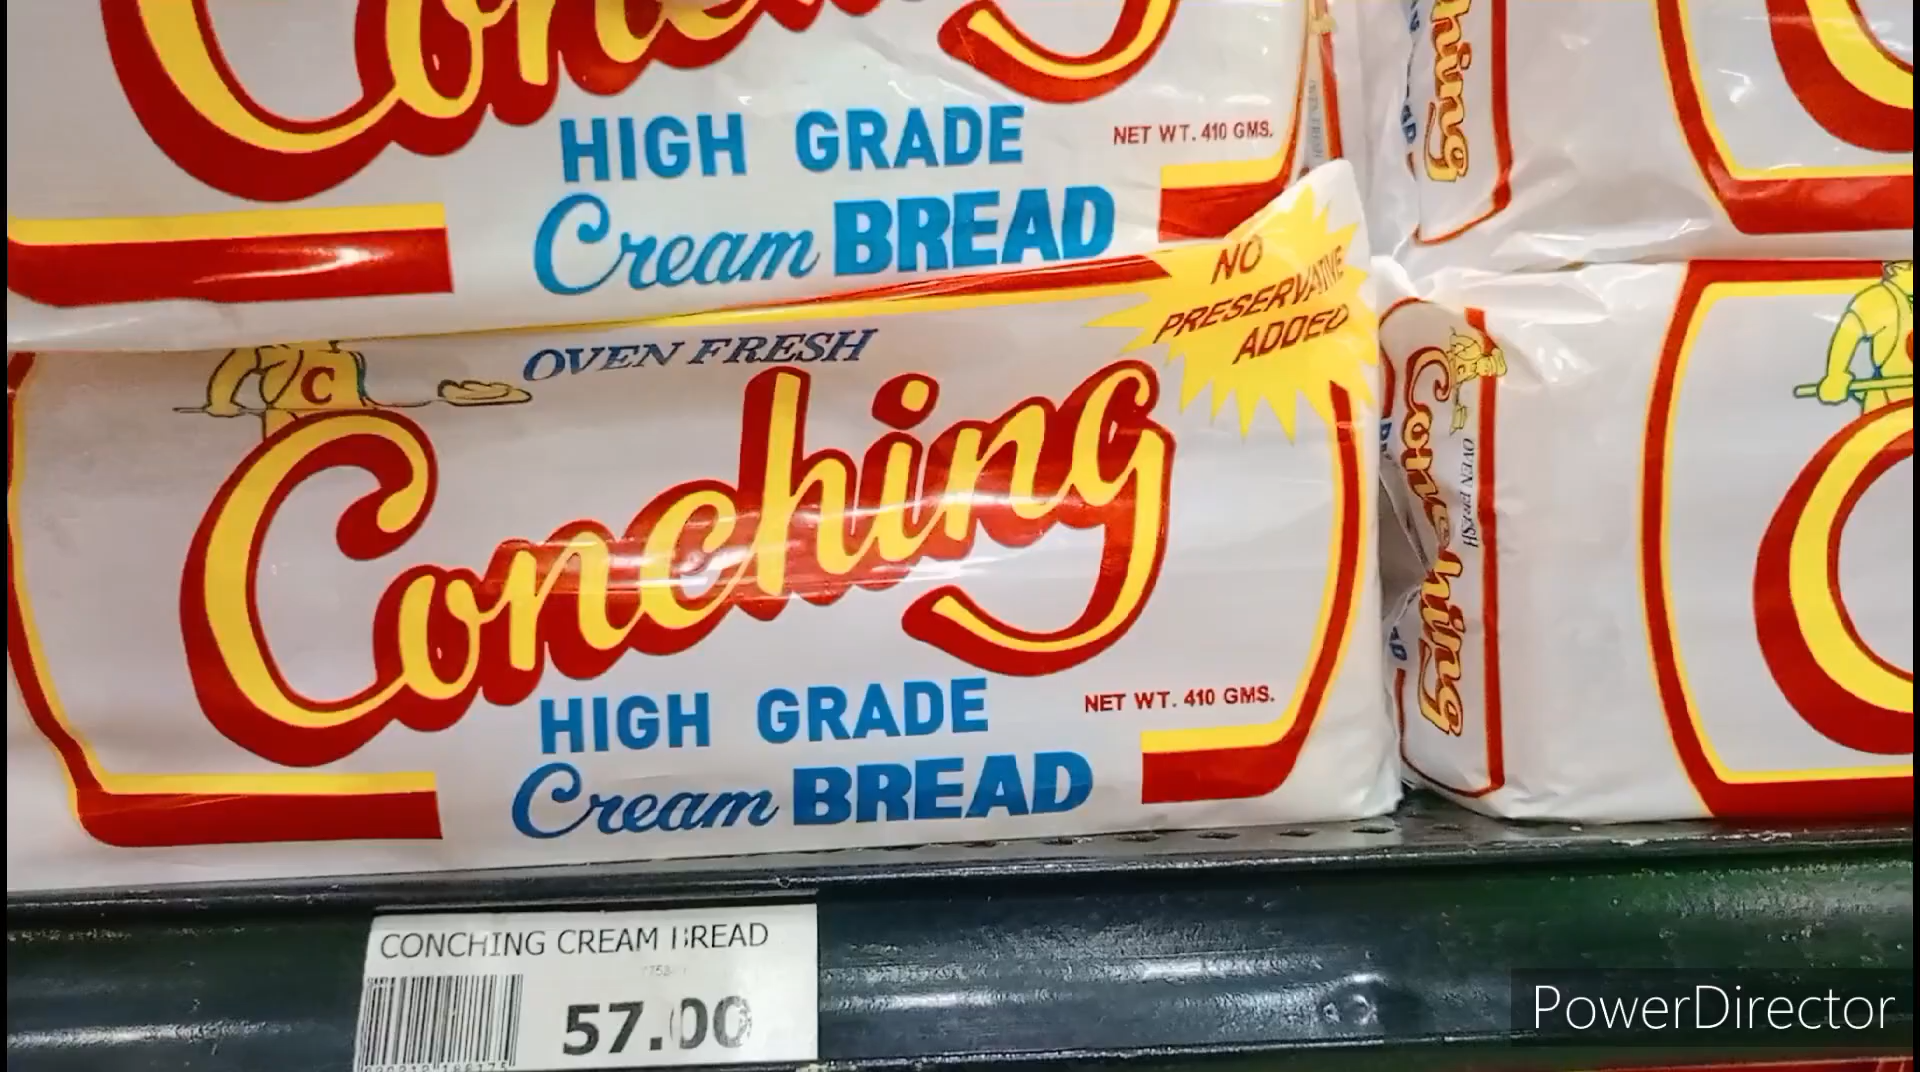 Conching
HIGH GRADE
NET WT. 410 GMS.
Cream BREAD
NO
PRESERVATIVE
ADDED
OVEN FRESH
C
Conching
HIGH GRADE
NET WT. 410 GMS.
Cream BREAD
OVEN FRESH
Conching
CONCHING CREAM BREAD
57.00
PowerDirector